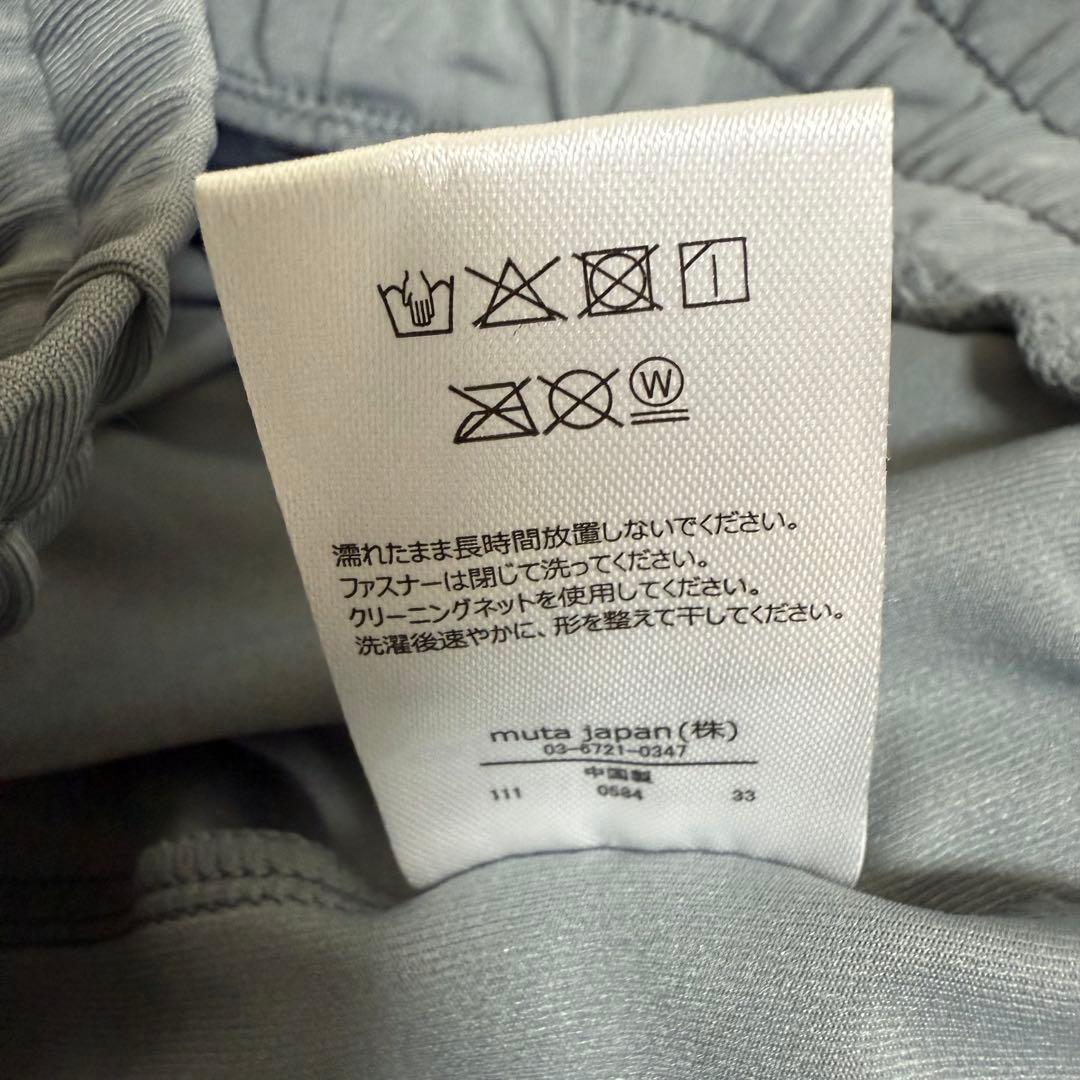 W
濡れたまま長時間放置しないでください。
ファスナーは閉じて洗ってください。
クリーニングネットを使用してください。
洗濯後速やかに、形を整えて干してください。
muta japan(株)
03-6721-0347
中国製
111 0584 33